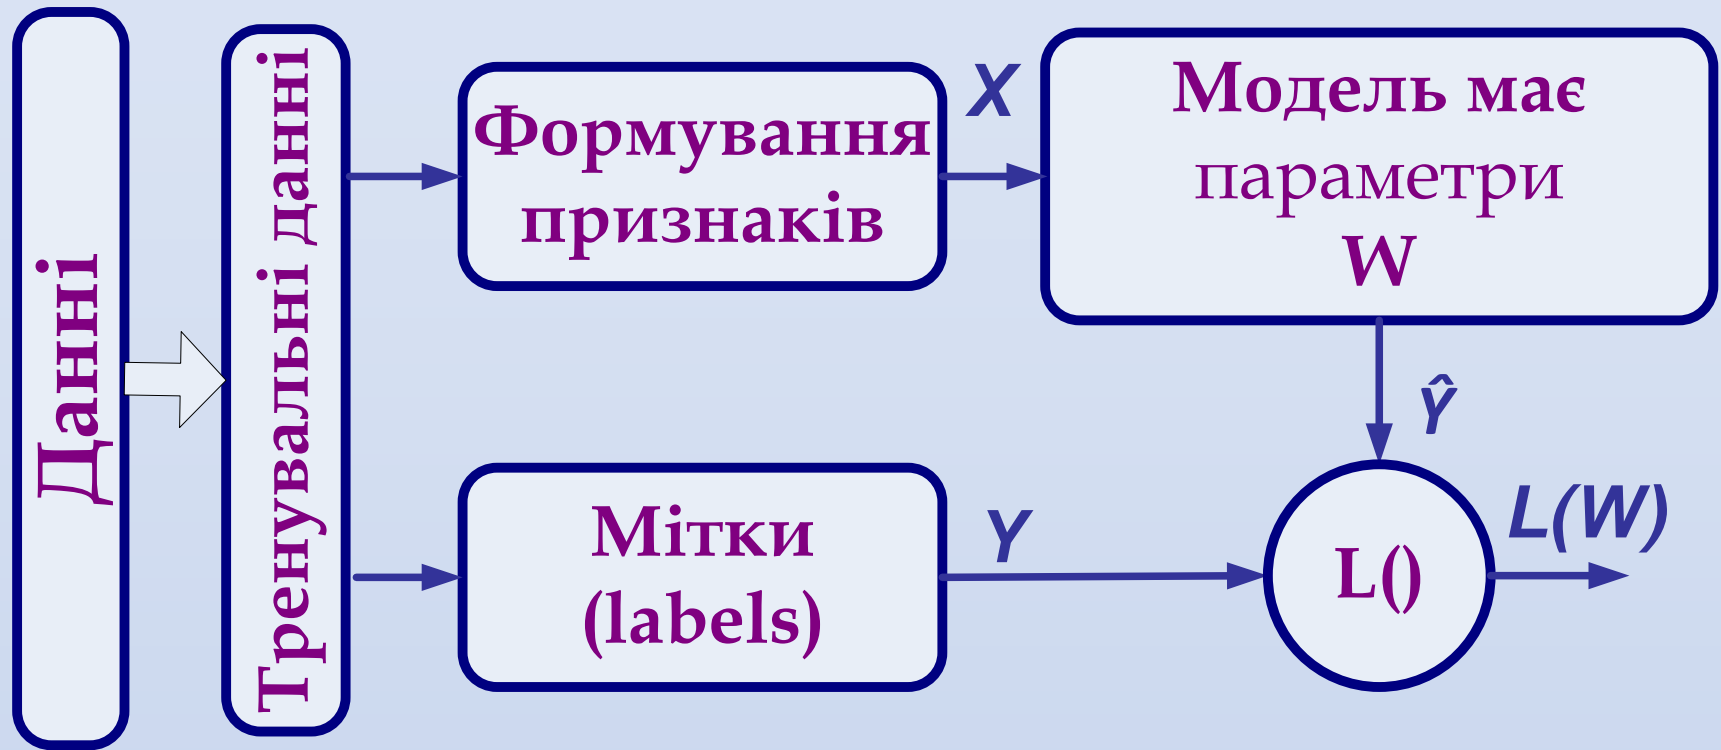 Данні
Тренувальні данні
Формування
признаків
X
Модель має
параметри
W
Ŷ
Мітки
(labels)
Y
L()
L(W)